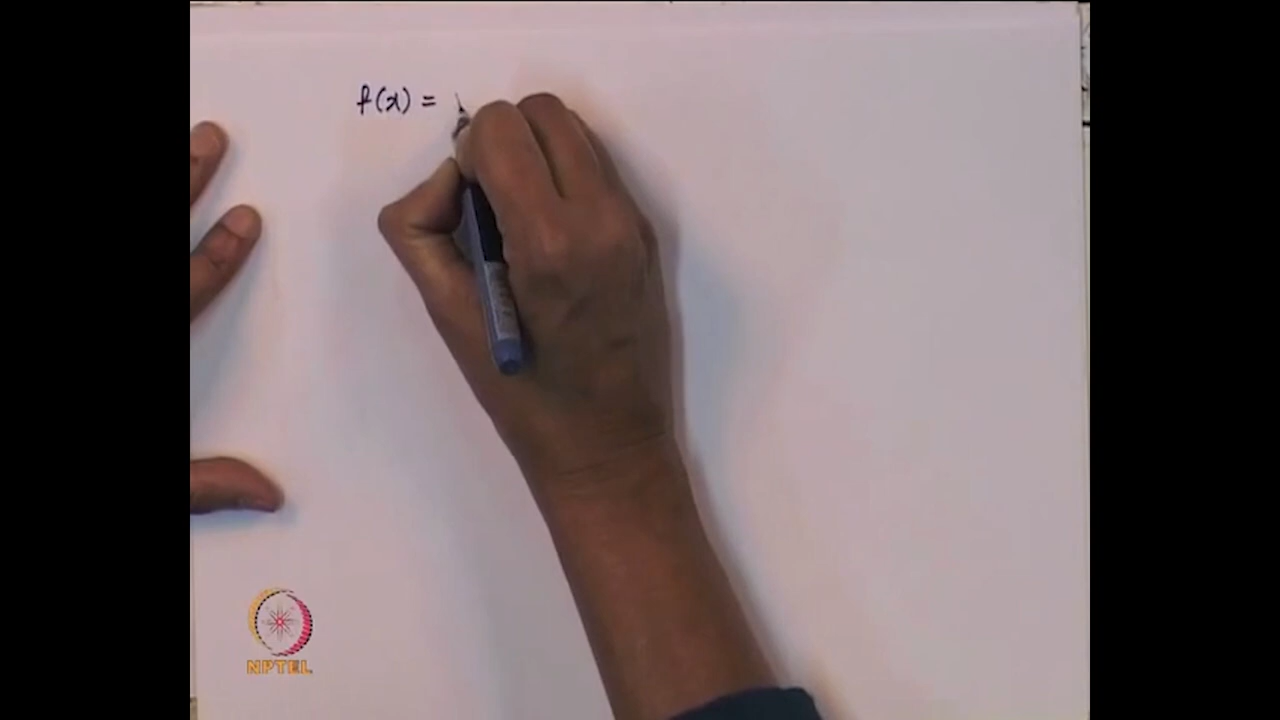 f(x) =
NPTEL